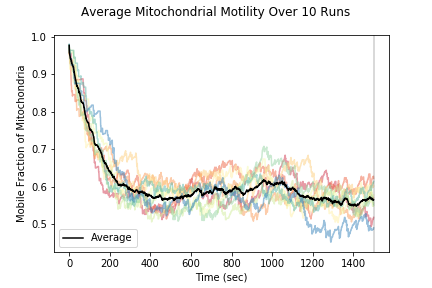 Average Mitochondrial Motility Over 10 Runs
Mobile Fraction of Mitochondria
1.0
0.9
0.8
0.7
0.6
0.5
Average
0 200 400 600 800 1000 1200 1400
Time (sec)